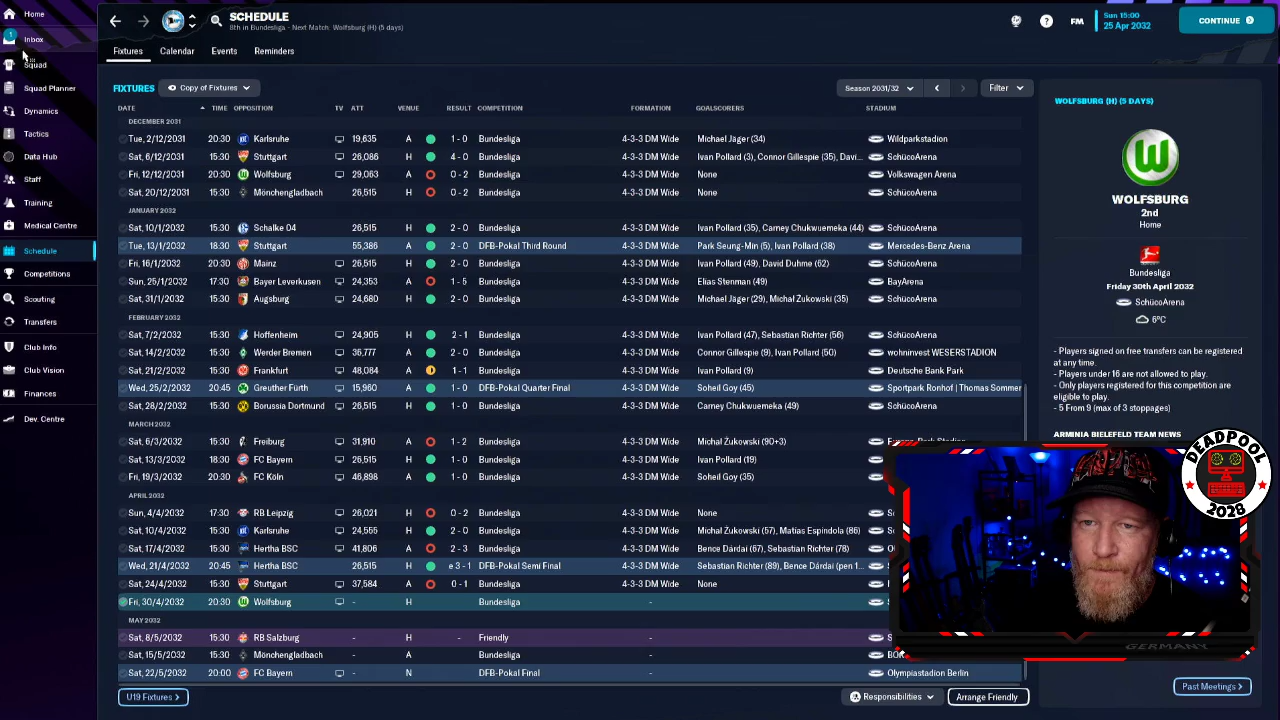 Home
SCHEDULE
8th in Bundesliga - Next Match: Wolfsburg (H) (5 days)
FM
Sun 15:00
25 Apr 2032
CONTINUE
1
Inbox
Squad
Squad Planner
Dynamics
Tactics
Data Hub
Staff
Training
Medical Centre
Schedule
Competitions
Scouting
Transfers
Club Info
Club Vision
Finances
Dev. Centre
Fixtures Calendar Events Reminders
FIXTURES Copy of Fixtures Season 2031/32 Filter
DATE TIME OPPOSITION TV ATT VENUE RESULT COMPETITION FORMATION GOALSCORERS STADIUM
DECEMBER 2031
Tue, 2/12/2031 20:30 Karlsruhe 19,635 A 1 - 0 Bundesliga 4-3-3 DM Wide Michael Jäger (34) Wildparkstadion
Sat, 6/12/2031 15:30 Stuttgart 26,086 H 4 - 0 Bundesliga 4-3-3 DM Wide Ivan Pollard (3), Connor Gillespie (35), Davi... SchücoArena
Fri, 12/12/2031 20:30 Wolfsburg 29,063 A 0 - 2 Bundesliga 4-3-3 DM Wide None Volkswagen Arena
Sat, 20/12/2031 15:30 Mönchengladbach 26,515 H 0 - 2 Bundesliga 4-3-3 DM Wide None SchücoArena
JANUARY 2032
Sat, 10/1/2032 15:30 Schalke 04 26,515 H 2 - 0 Bundesliga 4-3-3 DM Wide Ivan Pollard (35), Carney Chukwuemeka (44) SchücoArena
Tue, 13/1/2032 18:30 Stuttgart 55,386 A 2 - 0 DFB-Pokal Third Round 4-3-3 DM Wide Park Seung-Min (5), Ivan Pollard (38) Mercedes-Benz Arena
Fri, 16/1/2032 20:30 Mainz 26,515 H 2 - 0 Bundesliga 4-3-3 DM Wide Ivan Pollard (49), David Duhme (62) SchücoArena
Sun, 25/1/2032 17:30 Bayer Leverkusen 24,353 A 1 - 5 Bundesliga 4-3-3 DM Wide Elias Stenman (49) BayArena
Sat, 31/1/2032 15:30 Augsburg 24,680 H 2 - 0 Bundesliga 4-3-3 DM Wide Michael Jäger (29), Michał Żukowski (35) SchücoArena
FEBRUARY 2032
Sat, 7/2/2032 15:30 Hoffenheim 24,905 H 2 - 1 Bundesliga 4-3-3 DM Wide Ivan Pollard (47), Sebastian Richter (56) SchücoArena
Sat, 14/2/2032 15:30 Werder Bremen 36,777 A 2 - 0 Bundesliga 4-3-3 DM Wide Connor Gillespie (9), Ivan Pollard (50) wohninvest WESERSTADION
Sat, 21/2/2032 15:30 Frankfurt 48,084 A 1 - 1 Bundesliga 4-3-3 DM Wide Ivan Pollard (9) Deutsche Bank Park
Wed, 25/2/2032 20:45 Greuther Fürth 15,960 A 1 - 0 DFB-Pokal Quarter Final 4-3-3 DM Wide Soheil Goy (45) Sportpark Ronhof | Thomas Sommer
Sat, 28/2/2032 15:30 Borussia Dortmund 26,515 H 1 - 0 Bundesliga 4-3-3 DM Wide Carney Chukwuemeka (49) SchücoArena
MARCH 2032
Sat, 6/3/2032 15:30 Freiburg 31,910 A 1 - 2 Bundesliga 4-3-3 DM Wide Michał Żukowski (90+3)
Sat, 13/3/2032 18:30 FC Bayern 26,515 H 1 - 0 Bundesliga 4-3-3 DM Wide Ivan Pollard (19)
Fri, 19/3/2032 20:30 FC Köln 46,898 A 1 - 0 Bundesliga 4-3-3 DM Wide Soheil Goy (35)
APRIL 2032
Sun, 4/4/2032 17:30 RB Leipzig 26,021 H 0 - 2 Bundesliga 4-3-3 DM Wide None
Sat, 10/4/2032 15:30 Karlsruhe 24,555 H 2 - 0 Bundesliga 4-3-3 DM Wide Michał Żukowski (57), Matías Espíndola (86)
Sat, 17/4/2032 15:30 Hertha BSC 41,806 A 2 - 3 Bundesliga 4-3-3 DM Wide Bence Dárdai (67), Sebastian Richter (78)
Wed, 21/4/2032 20:45 Hertha BSC 26,515 H e 3 - 1 DFB-Pokal Semi Final 4-3-3 DM Wide Sebastian Richter (89), Bence Dárdai (pen 1...
Sat, 24/4/2032 15:30 Stuttgart 37,584 A 0 - 1 Bundesliga 4-3-3 DM Wide None
Fri, 30/4/2032 20:30 Wolfsburg - H Bundesliga - -
MAY 2032
Sat, 8/5/2032 15:30 RB Salzburg - H - Friendly - -
Sat, 15/5/2032 15:30 Mönchengladbach - A Bundesliga - -
Sat, 22/5/2032 20:00 FC Bayern - N DFB-Pokal Final - - Olympiastadion Berlin
U19 Fixtures Responsibilities Arrange Friendly
WOLFSBURG (H) (5 DAYS)
WOLFSBURG
2nd
Home
Bundesliga
Friday 30th April 2032
SchücoArena
6ºC
- Players signed on free transfers can be registered
at any time.
- Players under 16 are not allowed to play.
- Only players registered for this competition are
eligible to play.
- 5 From 9 (max of 3 stoppages)
ARMINIA BIELEFELD TEAM NEWS
DEADPOOL
2028
GERMANY
Past Meetings